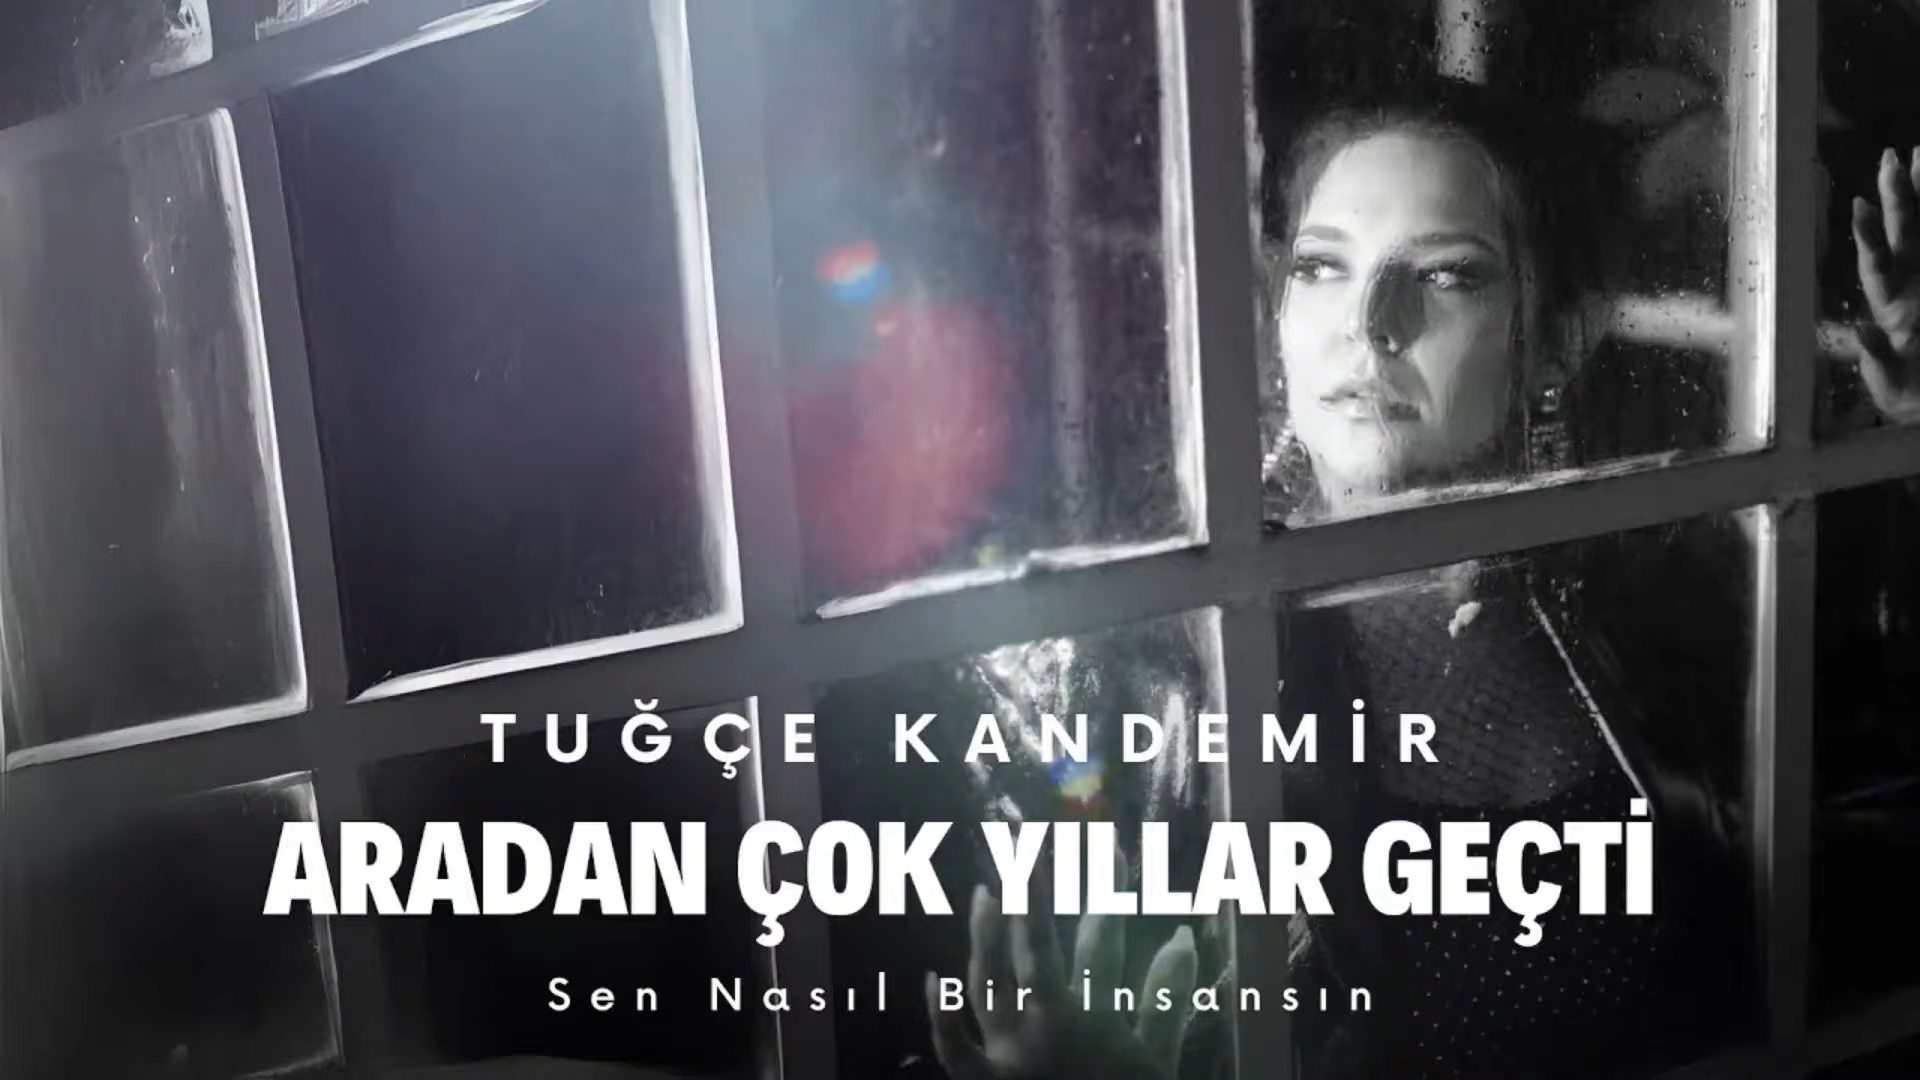 TUĞÇE KANDEMİR
ARADAN ÇOK YILLAR GEÇTİ
Sen Nasıl Bir İnsansın